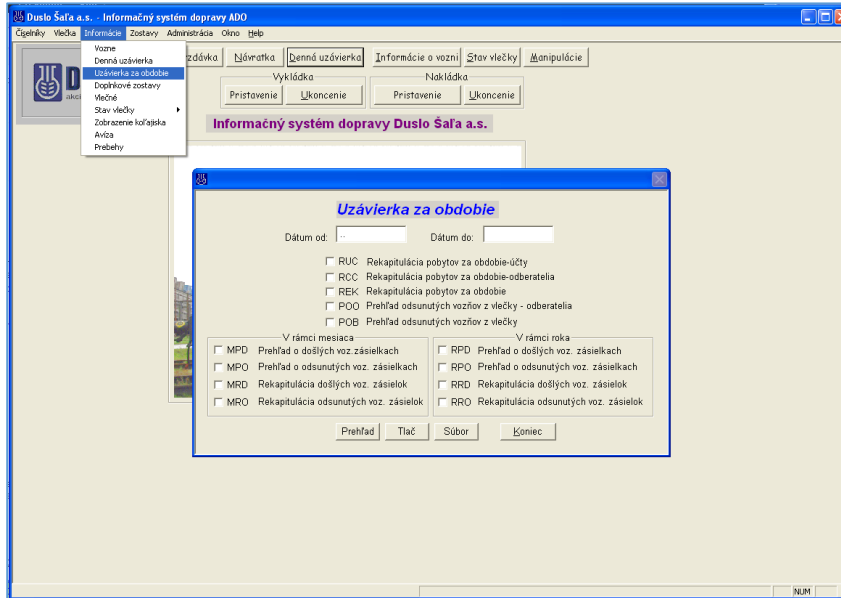 Duslo Šaľa a.s. - Informačný systém dopravy ADO
Číselníky Vlečka Informácie Zostavy Administrácia Okno Help
Vozne
Denná uzávierka
Uzávierka za obdobie
Doplnkové zostavy
Vlečné
Stav vlečky
Zobrazenie koľajiska
Avíza
Prebehy
zdávka Návratka Denná uzávierka Informácie o vozni Stav vlečky Manipulácie
Vykládka Nakládka
Pristavenie Ukoncenie Pristavenie Ukoncenie
D
akci
Informačný systém dopravy Duslo Šaľa a.s.
Uzávierka za obdobie
Dátum od: .. Dátum do:
RUC Rekapitulácia pobytov za obdobie-účty
RCC Rekapitulácia pobytov za obdobie-odberatelia
REK Rekapitulácia pobytov za obdobie
POO Prehľad odsunutých vozňov z vlečky - odberatelia
POB Prehľad odsunutých vozňov z vlečky
V rámci mesiaca V rámci roka
MPD Prehľad o došlých voz.zásielkach RPD Prehľad o došlých voz. zásielkach
MPO Prehľad o odsunutých voz. zásielkach RPO Prehľad o odsunutých voz. zásielkach
MRD Rekapitulácia došlých voz. zásielok RRD Rekapitulácia došlých voz. zásielok
MRO Rekapitulácia odsunutých voz. zásielok RRO Rekapitulácia odsunutých voz. zásielok
Prehľad Tlač Súbor Koniec
NUM